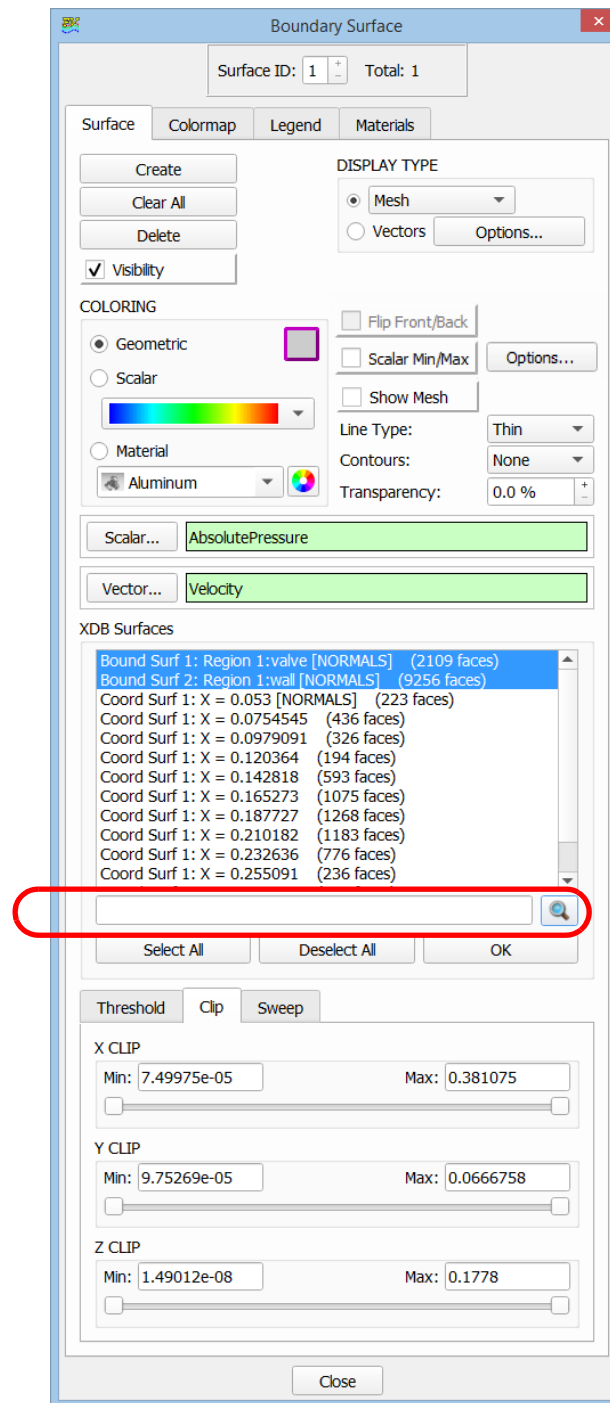 Boundary Surface
Surface ID: 1 Total: 1
Surface Colormap Legend Materials
Create
Clear All
Delete
Visibility
DISPLAY TYPE
Mesh
Vectors Options...
COLORING
Geometric
Scalar
Material
Aluminum
Flip Front/Back
Scalar Min/Max Options...
Show Mesh
Line Type: Thin
Contours: None
Transparency: 0.0 %
Scalar... AbsolutePressure
Vector... Velocity
XDB Surfaces
Bound Surf 1: Region 1:valve [NORMALS] (2109 faces)
Bound Surf 2: Region 1:wall [NORMALS] (9256 faces)
Coord Surf 1: X = 0.053 [NORMALS] (223 faces)
Coord Surf 1: X = 0.0754545 (436 faces)
Coord Surf 1: X = 0.0979091 (326 faces)
Coord Surf 1: X = 0.120364 (194 faces)
Coord Surf 1: X = 0.142818 (593 faces)
Coord Surf 1: X = 0.165273 (1075 faces)
Coord Surf 1: X = 0.187727 (1268 faces)
Coord Surf 1: X = 0.210182 (1183 faces)
Coord Surf 1: X = 0.232636 (776 faces)
Coord Surf 1: X = 0.255091 (236 faces)
Select All Deselect All OK
Threshold Clip Sweep
X CLIP
Min: 7.49975e-05 Max: 0.381075
Y CLIP
Min: 9.75269e-05 Max: 0.0666758
Z CLIP
Min: 1.49012e-08 Max: 0.1778
Close